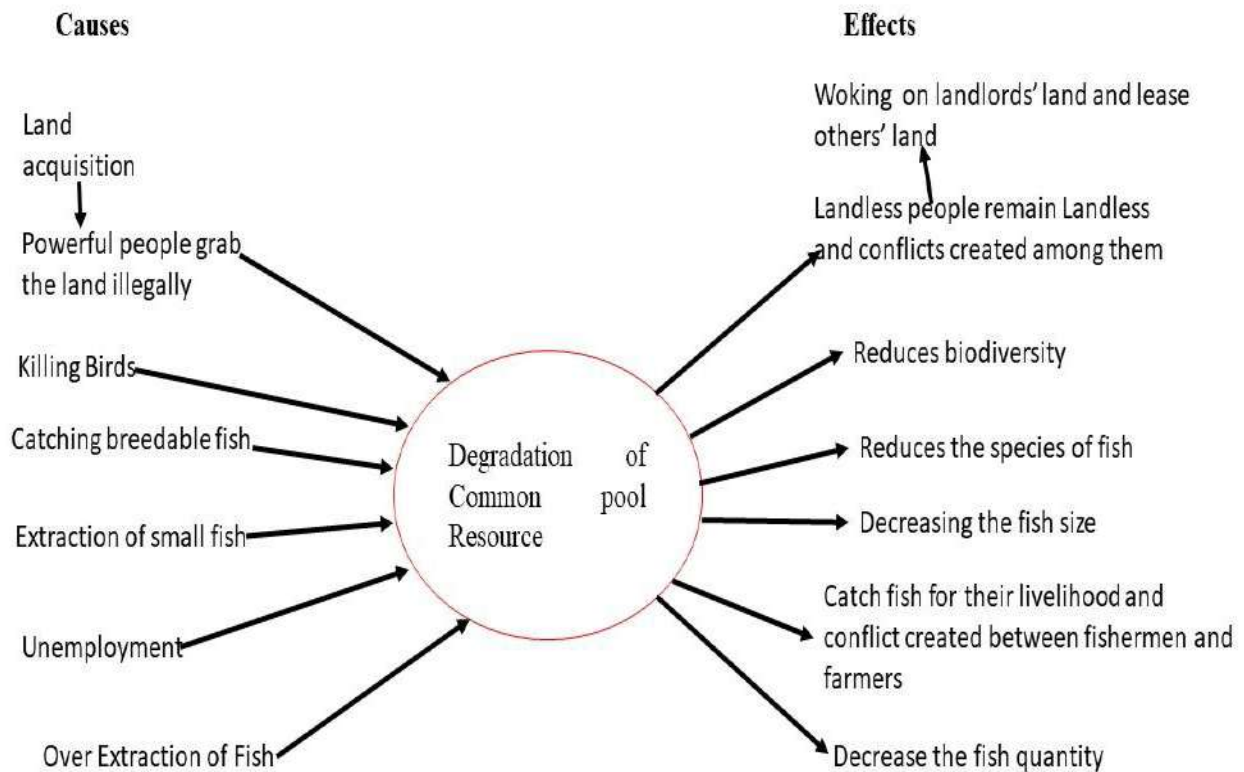 Causes
Effects
Land
acquisition
Powerful people grab
the land illegally
Killing Birds
Catching breedable fish
Extraction of small fish
Unemployment
Over Extraction of Fish
Degradation of
Common pool
Resource
Woking on landlords' land and lease
others' land
Landless people remain Landless
and conflicts created among them
Reduces biodiversity
Reduces the species of fish
Decreasing the fish size
Catch fish for their livelihood and
conflict created between fishermen and
farmers
Decrease the fish quantity